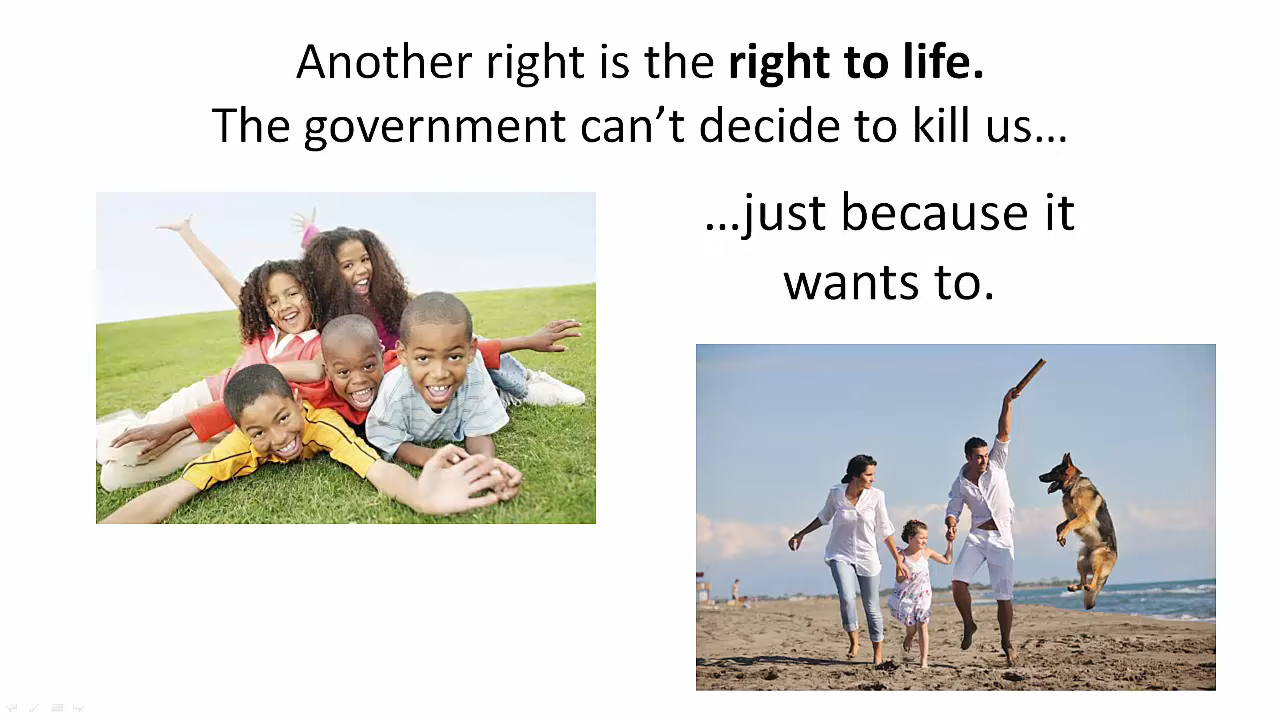 Another right is the right to life.
The government can’t decide to kill us…
…just because it
wants to.